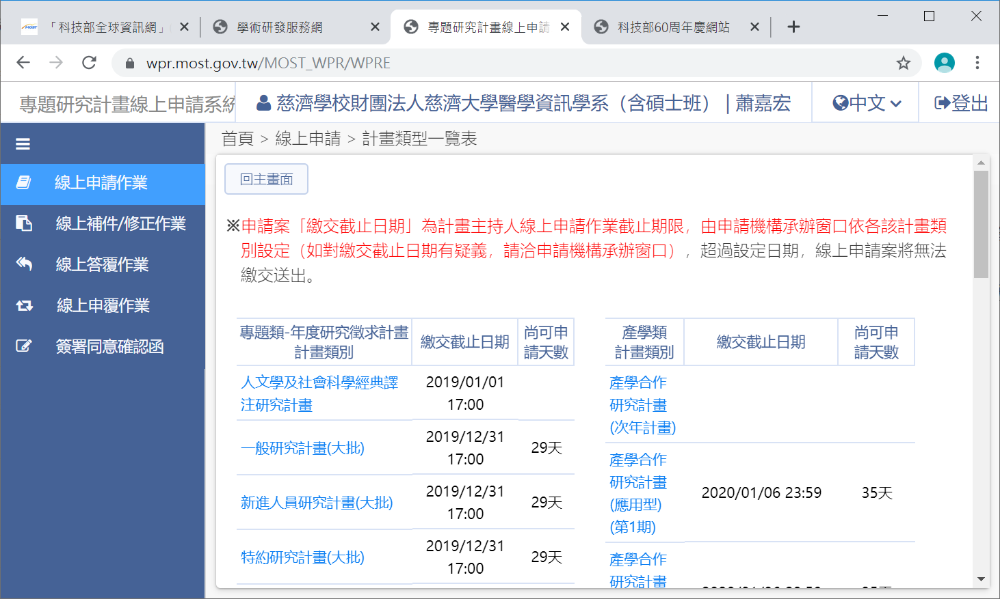 MOST
「科技部全球資訊網」
學術研發服務網
專題研究計畫線上申請
科技部60周年慶網站
wpr.most.gov.tw/MOST_WPR/WPRE
專題研究計畫線上申請系統
慈濟學校財團法人慈濟大學醫學資訊學系（含碩士班）｜蕭嘉宏
中文
登出
線上申請作業
線上補件/修正作業
線上答覆作業
線上申覆作業
簽署同意確認函
首頁 > 線上申請 > 計畫類型一覽表
回主畫面
※申請案「繳交截止日期」為計畫主持人線上申請作業截止期限，由申請機構承辦窗口依各該計畫類
別設定（如對繳交截止日期有疑義，請洽申請機構承辦窗口），超過設定日期，線上申請案將無法
繳交送出。
專題類-年度研究徵求計畫
計畫類別
繳交截止日期
尚可申
請天數
人文學及社會科學經典譯
注研究計畫
2019/01/01
17:00
一般研究計畫(大批)
2019/12/31
17:00
29天
新進人員研究計畫(大批)
2019/12/31
17:00
29天
特約研究計畫(大批)
2019/12/31
17:00
29天
產學類
計畫類別
繳交截止日期
尚可申
請天數
產學合作
研究計畫
(次年計畫)
產學合作
研究計畫
(應用型)
(第1期)
2020/01/06 23:59
35天
產學合作
研究計畫